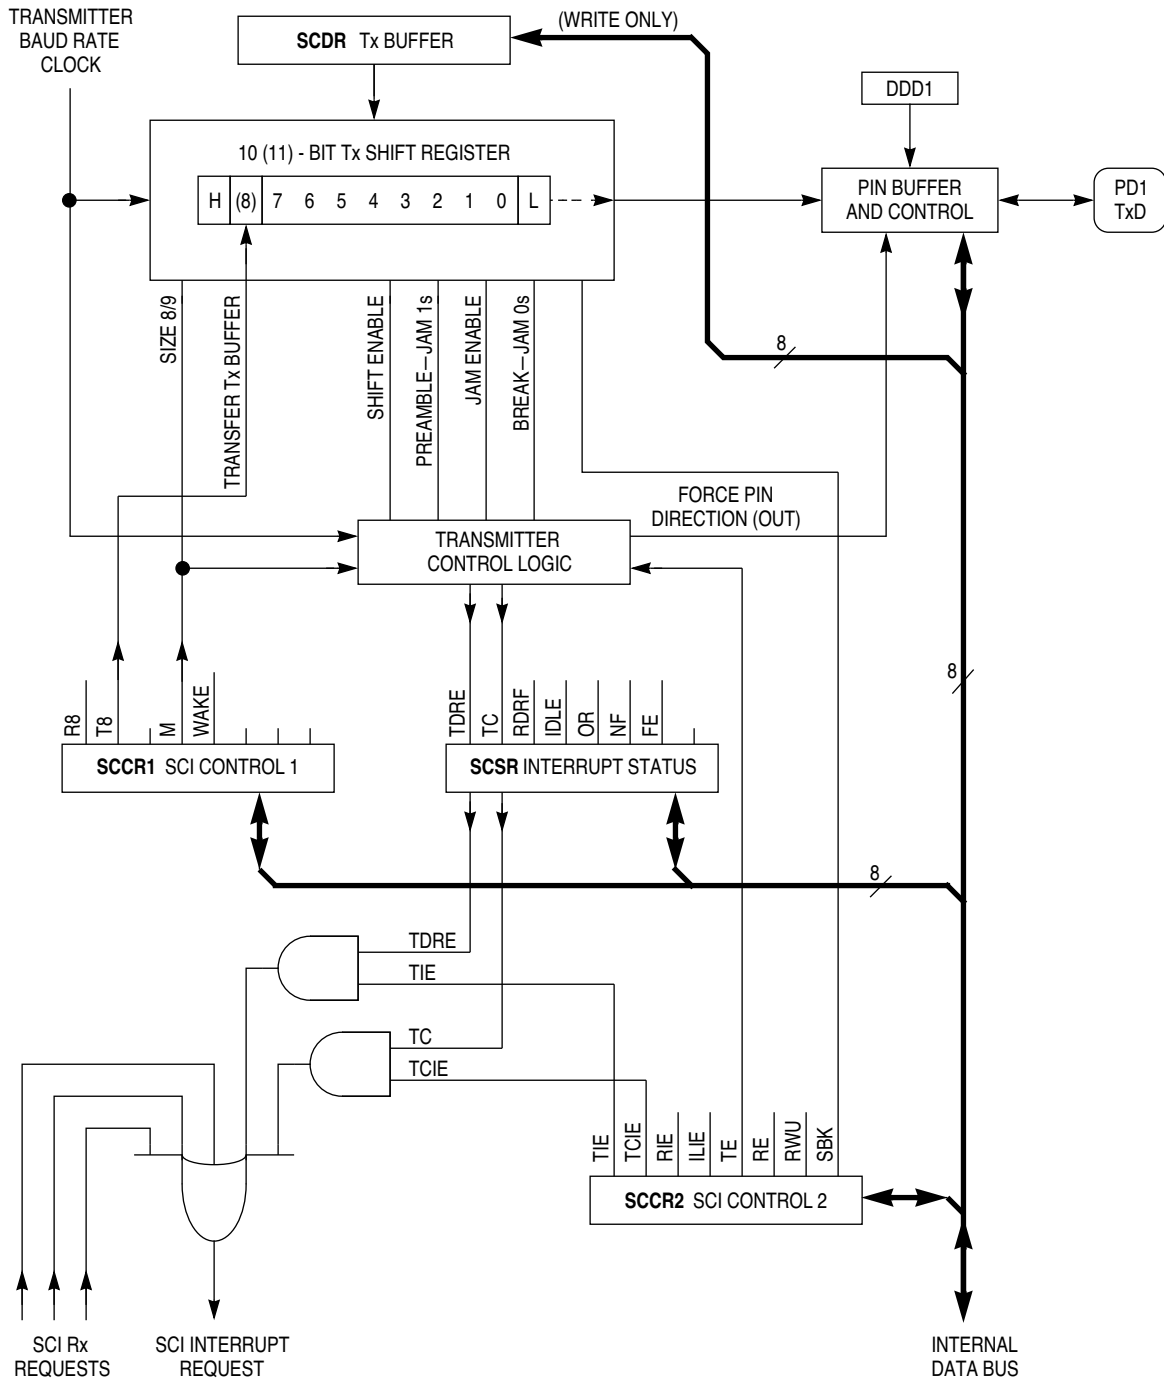 TRANSMITTER
BAUD RATE
CLOCK
SCDR Tx BUFFER
(WRITE ONLY)
DDD1
10 (11) - BIT Tx SHIFT REGISTER
H (8) 7 6 5 4 3 2 1 0 L
PIN BUFFER
AND CONTROL
PD1
TxD
SIZE 8/9
TRANSFER Tx BUFFER
SHIFT ENABLE
PREAMBLE—JAM 1s
JAM ENABLE
BREAK—JAM 0s
8
FORCE PIN
DIRECTION (OUT)
TRANSMITTER
CONTROL LOGIC
8
R8
T8
M
WAKE
TDRE
TC
RDRF
IDLE
OR
NF
FE
SCCR1 SCI CONTROL 1
SCSR INTERRUPT STATUS
8
TDRE
TIE
TC
TCIE
TIE
TCIE
RIE
ILIE
TE
RE
RWU
SBK
SCCR2 SCI CONTROL 2
SCI Rx
REQUESTS
SCI INTERRUPT
REQUEST
INTERNAL
DATA BUS